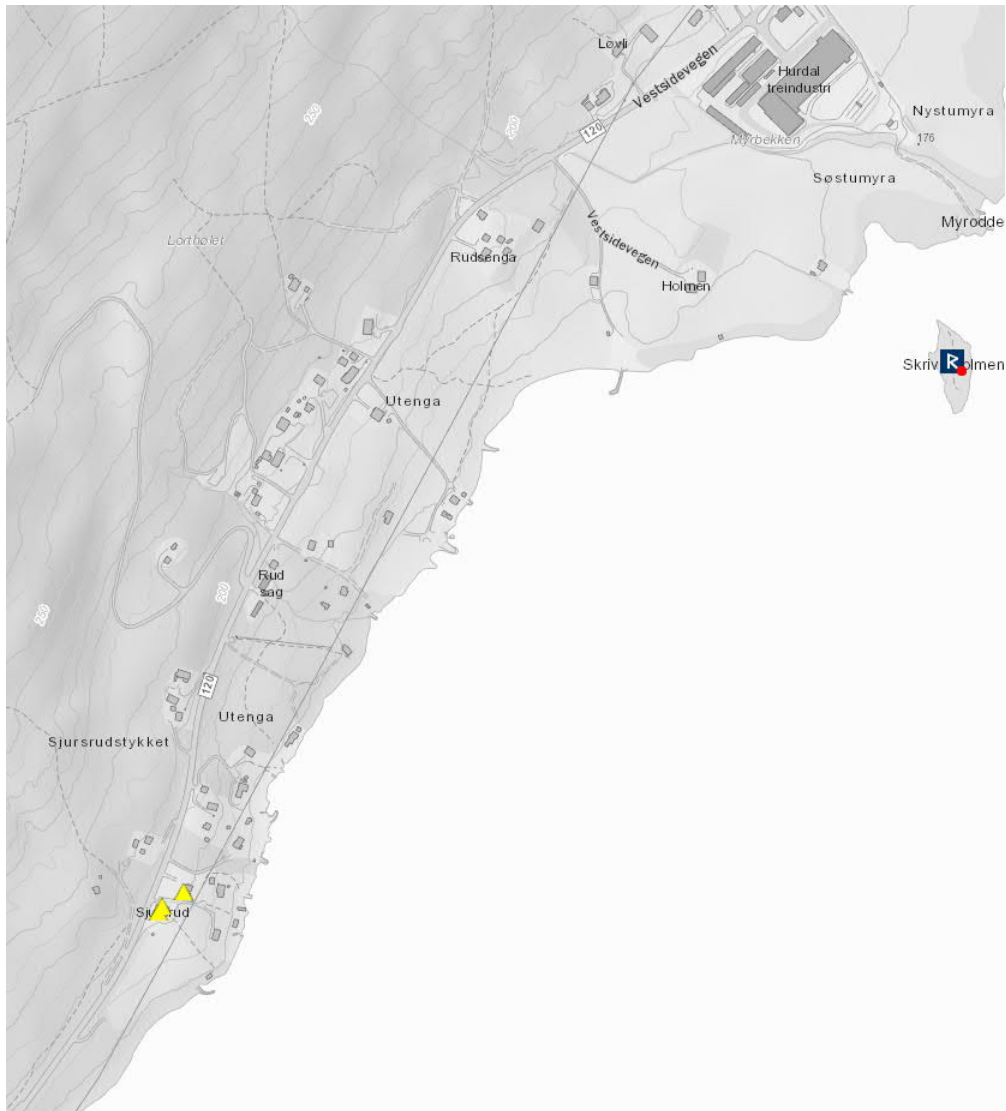 Løvli
Vestsidevegen
Hurdal
treindustri
250
200
120
Nystumyra
176
Myrbekken
Søstumyra
Myrodde
Vestsidevegen
Lortholet
Rudsenga
Holmen
R
Utenga
Rud
sag
200
250
120
Utenga
Sjursrudstykket